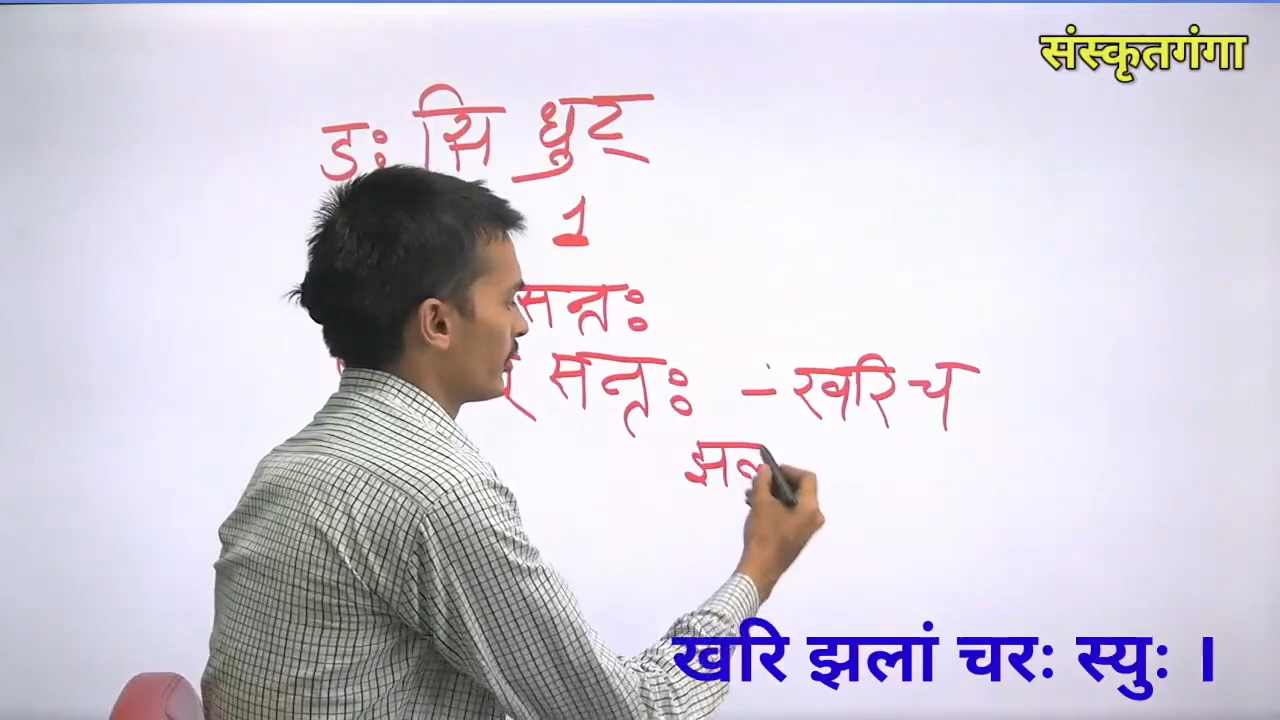 संस्कृतगंगा
डः सि धुट्
1
सन्तः
सन्तः - खरि च
झल
खरि झलां चरः स्युः ।